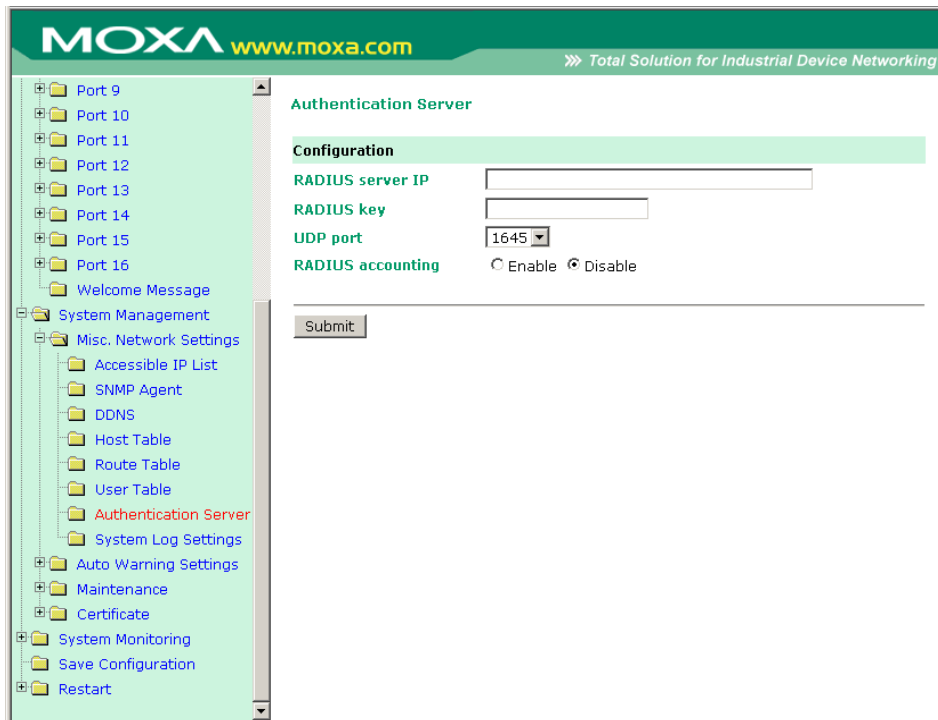 MOXA www.moxa.com
Total Solution for Industrial Device Networking
Port 9
Port 10
Port 11
Port 12
Port 13
Port 14
Port 15
Port 16
Welcome Message
System Management
Misc. Network Settings
Accessible IP List
SNMP Agent
DDNS
Host Table
Route Table
User Table
Authentication Server
System Log Settings
Auto Warning Settings
Maintenance
Certificate
System Monitoring
Save Configuration
Restart
Authentication Server
Configuration
RADIUS server IP
RADIUS key
UDP port 1645
RADIUS accounting Enable Disable
Submit